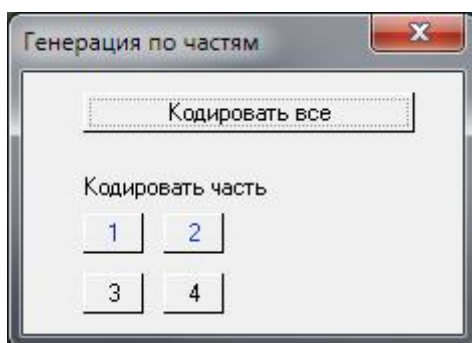 Генерация по частям
Кодировать все
Кодировать часть
1 2
3 4